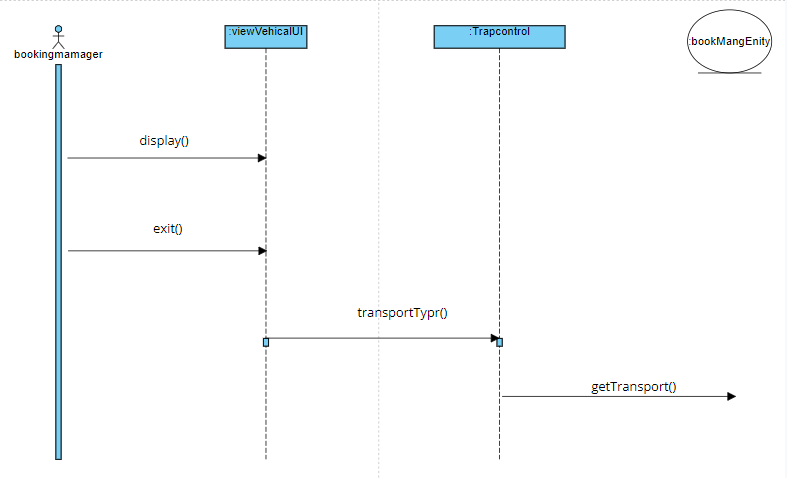 :viewVehicalUI
:Trapcontrol
:bookMangEnity
bookingmamager
display()
exit()
transportTypr()
getTransport()